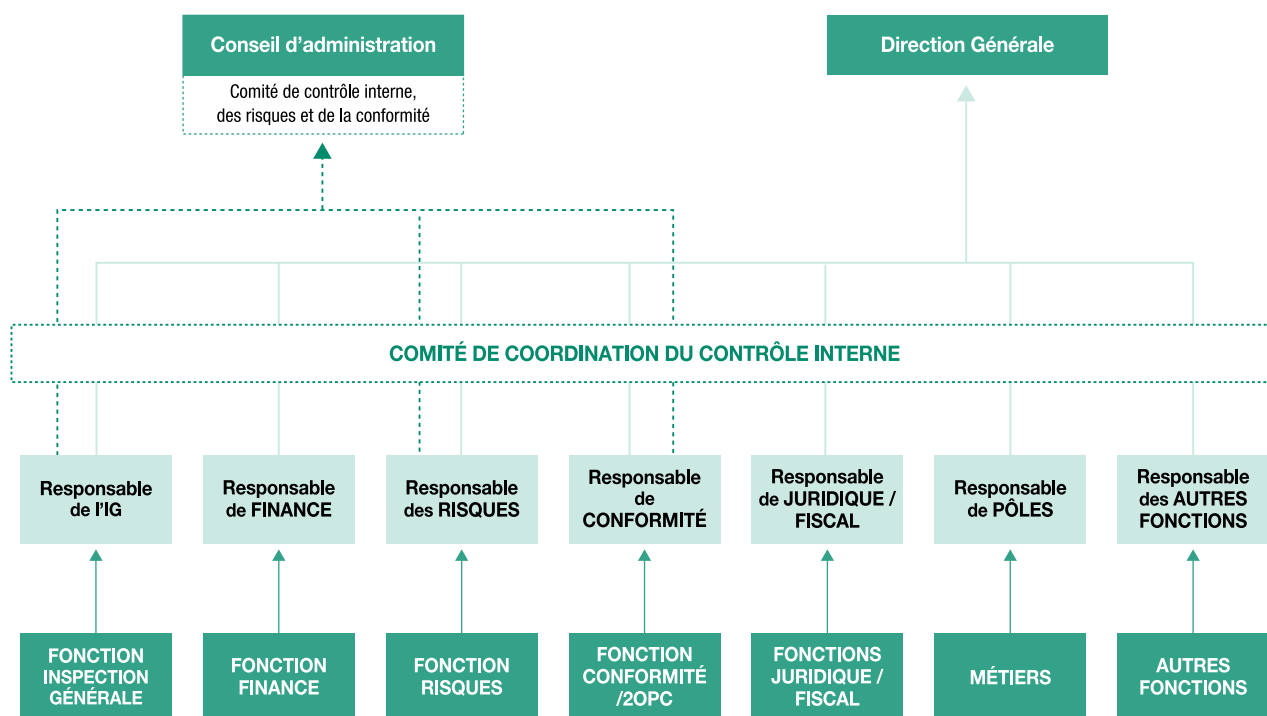 Conseil d'administration
Comité de contrôle interne,
des risques et de la conformité
Direction Générale
COMITÉ DE COORDINATION DU CONTRÔLE INTERNE
Responsable
de l'IG
Responsable
de FINANCE
Responsable
des RISQUES
Responsable
de
CONFORMITÉ
Responsable
de JURIDIQUE /
FISCAL
Responsable
de PÔLES
Responsable
des AUTRES
FONCTIONS
FONCTION
INSPECTION
GÉNÉRALE
FONCTION
FINANCE
FONCTION
RISQUES
FONCTION
CONFORMITÉ
/2OPC
FONCTIONS
JURIDIQUE /
FISCAL
MÉTIERS
AUTRES
FONCTIONS